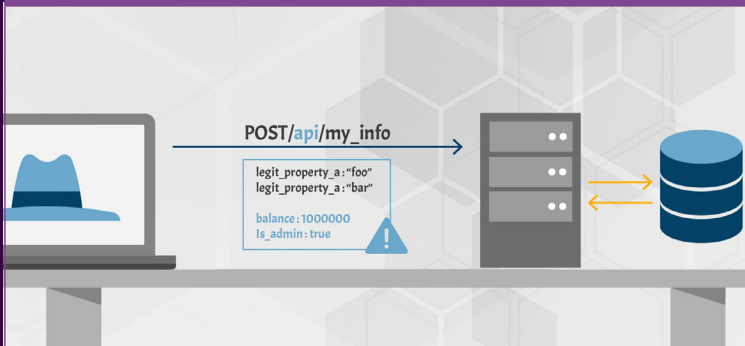 POST/api/my_info
legit_property_a : "foo"
legit_property_a : "bar"
balance : 1000000
Is_admin : true
!